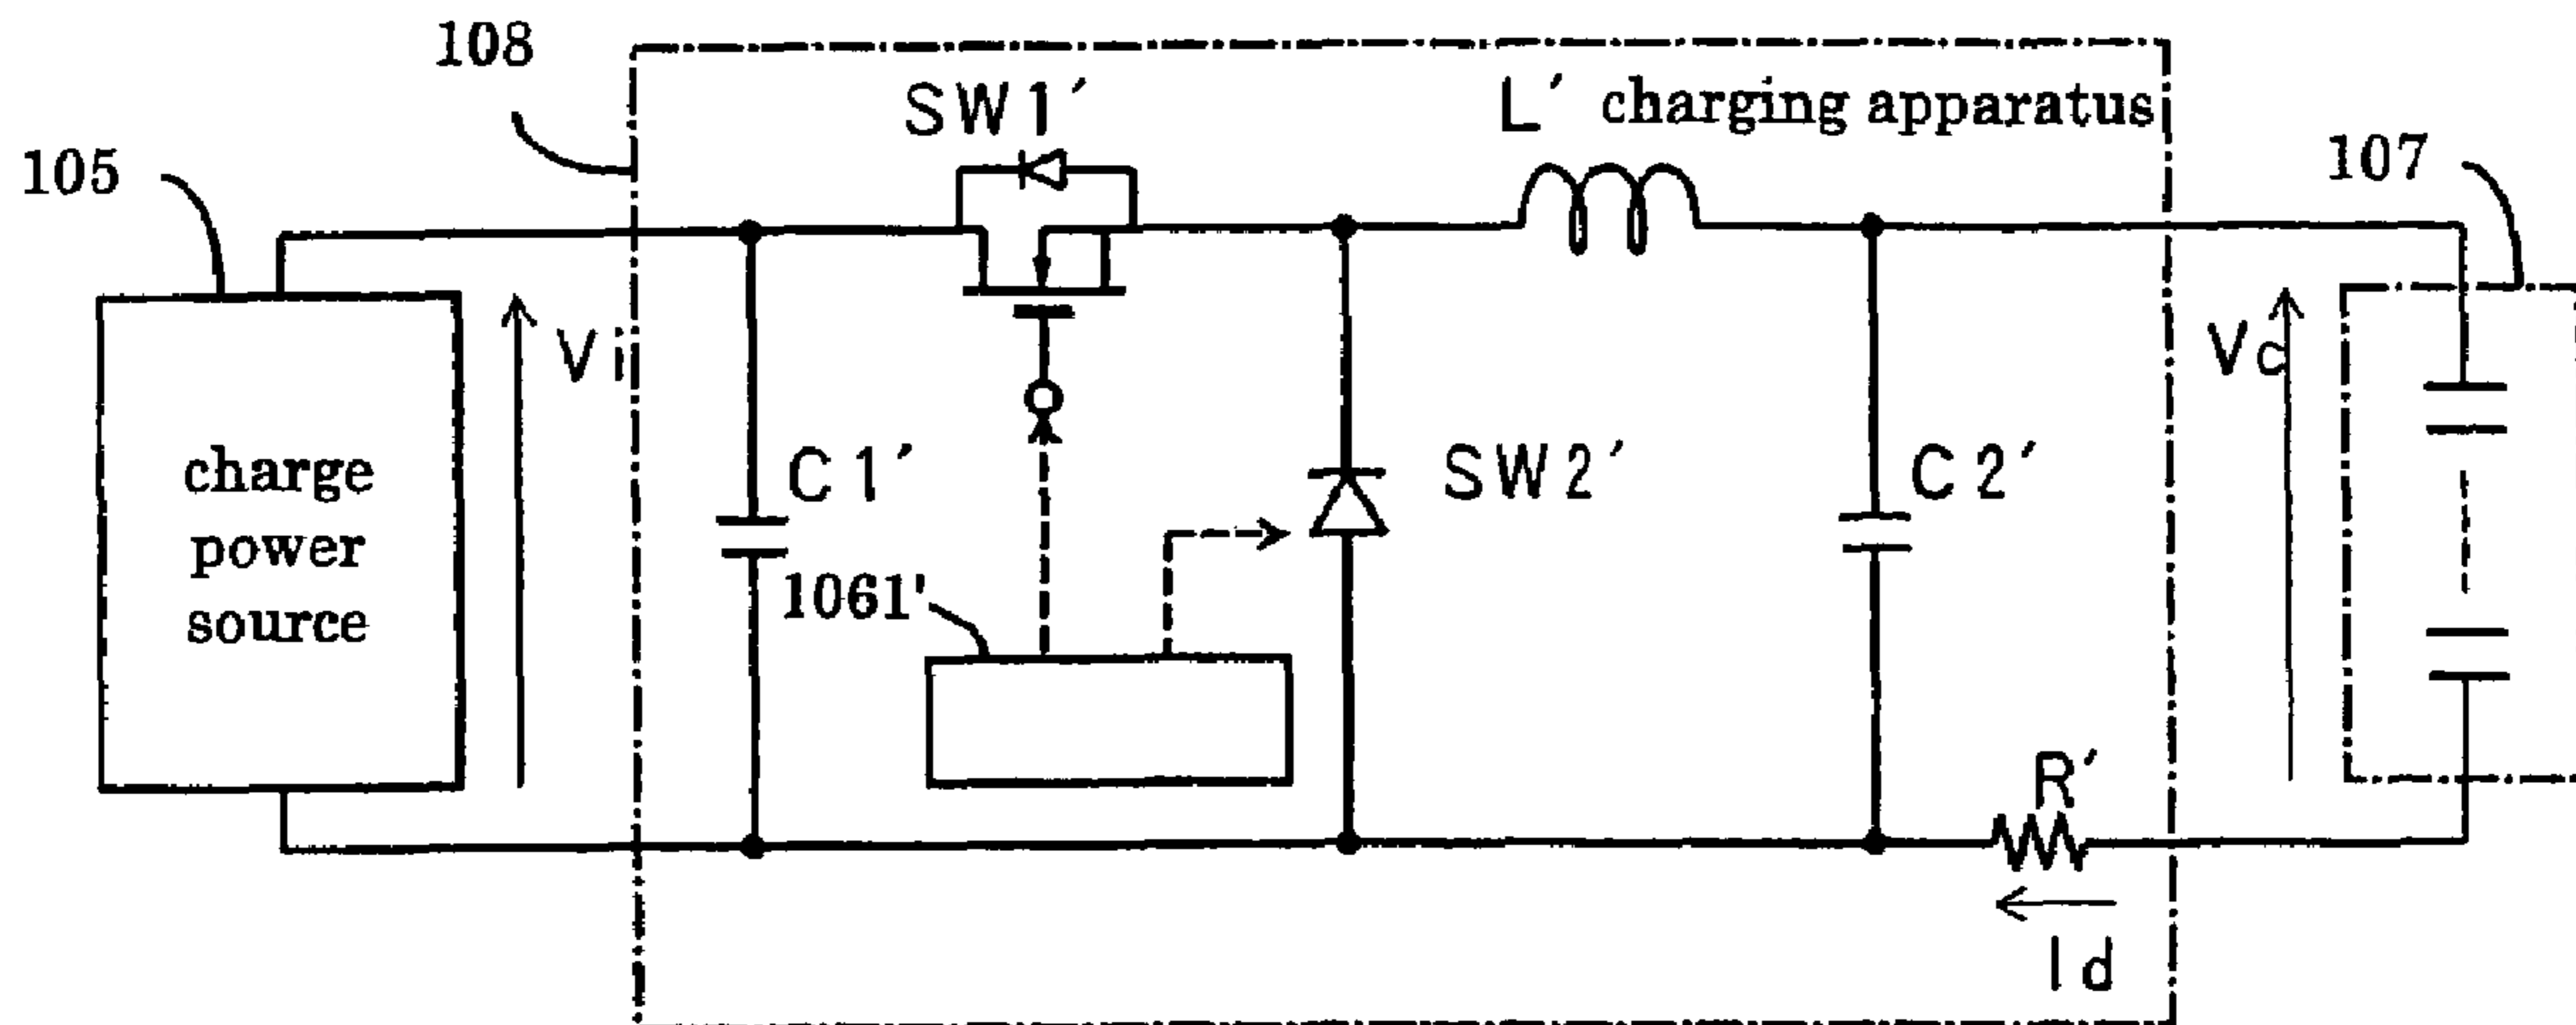 108
SW1′
L′ charging apparatus
105
107
Vi
Vc
charge
power
source
C1′
SW2′
C2′
1061'
R′
Id